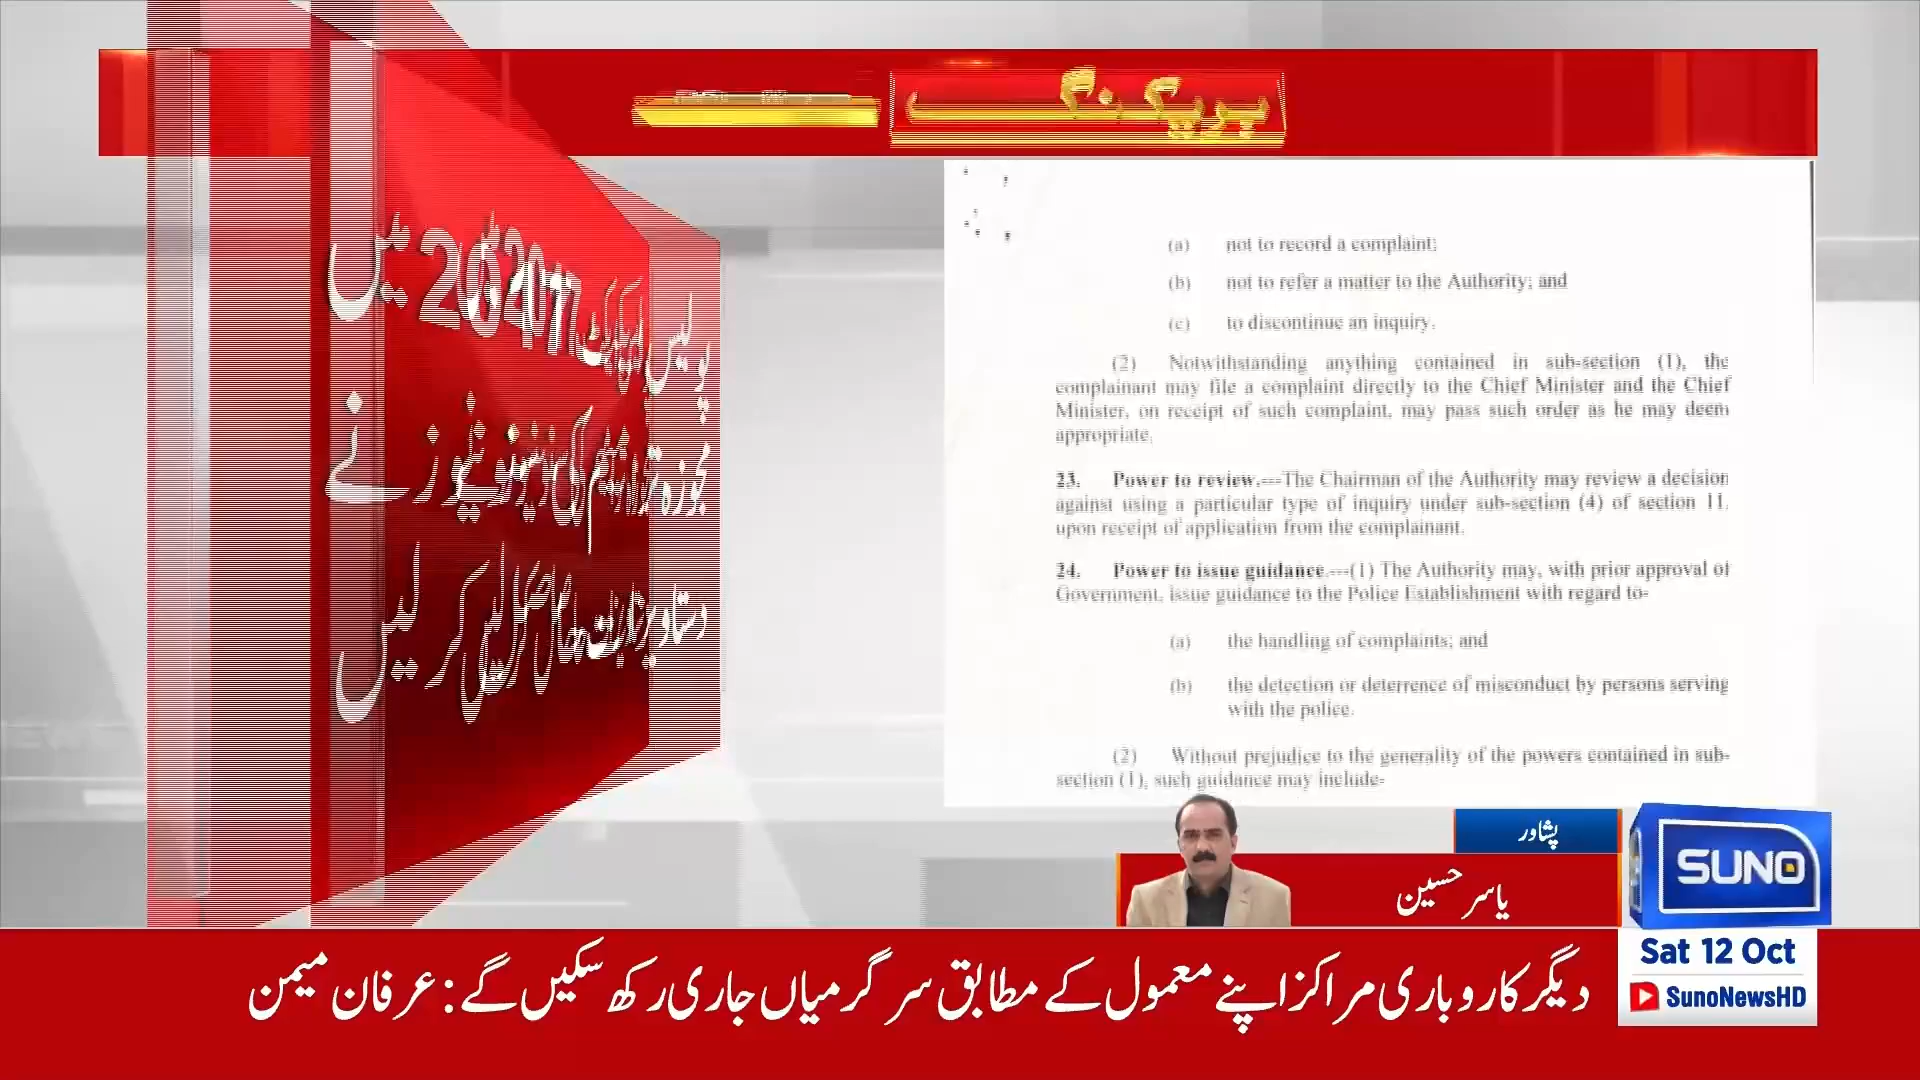 بریکنگ
پولیس ایکٹ 2017 میں
مجوزہ ترامیم کی سنو نیوز نے
دستاویزات حاصل کر لیں
(a) not to record a complaint;
(b) not to refer a matter to the Authority; and
(c) to discontinue an inquiry.
(2) Notwithstanding anything contained in sub-section (1), the
complainant may file a complaint directly to the Chief Minister and the Chief
Minister, on receipt of such complaint, may pass such order as he may deem
appropriate.
23. Power to review.---The Chairman of the Authority may review a decision
against using a particular type of inquiry under sub-section (4) of section 11,
upon receipt of application from the complainant.
24. Power to issue guidance.---(1) The Authority may, with prior approval of
Government, issue guidance to the Police Establishment with regard to-
(a) the handling of complaints; and
(b) the detection or deterrence of misconduct by persons serving
with the police.
(2) Without prejudice to the generality of the powers contained in sub-
section (1), such guidance may include-
پشاور
یاسر حسین
SUNO
Sat 12 Oct
SunoNewsHD
دیگر کاروباری مراکز اپنے معمول کے مطابق سرگرمیاں جاری رکھ سکیں گے : عرفان میمن